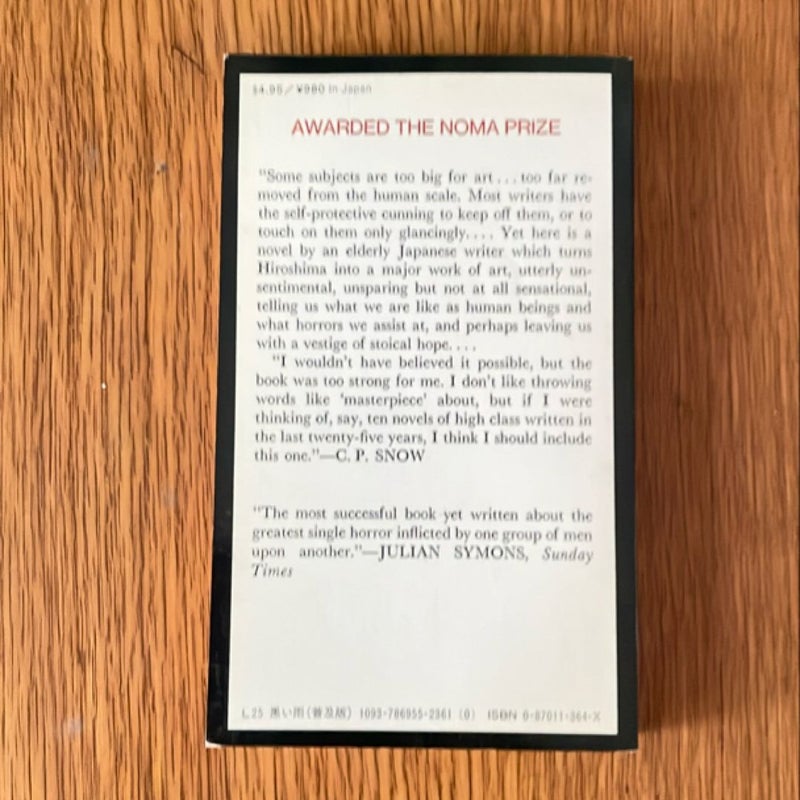 $4.95/¥980 in Japan
AWARDED THE NOMA PRIZE
"Some subjects are too big for art...too far re-
moved from the human scale. Most writers have
the self-protective cunning to keep off them, or to
touch on them only glancingly.... Yet here is a
novel by an elderly Japanese writer which turns
Hiroshima into a major work of art, utterly un-
sentimental, unsparing but not at all sensational,
telling us what we are like as human beings and
what horrors we assist at, and perhaps leaving us
with a vestige of stoical hope....
"I wouldn't have believed it possible, but the
book was too strong for me. I don't like throwing
words like 'masterpiece' about, but if I were
thinking of, say, ten novels of high class written in
the last twenty-five years, I think I should include
this one."—C. P. SNOW
"The most successful book yet written about the
greatest single horror inflicted by one group of men
upon another."—JULIAN SYMONS, Sunday
Times
L25 黒い雨(普及版) 1093-786955-2361 (0) ISBN 0-87011-364-X